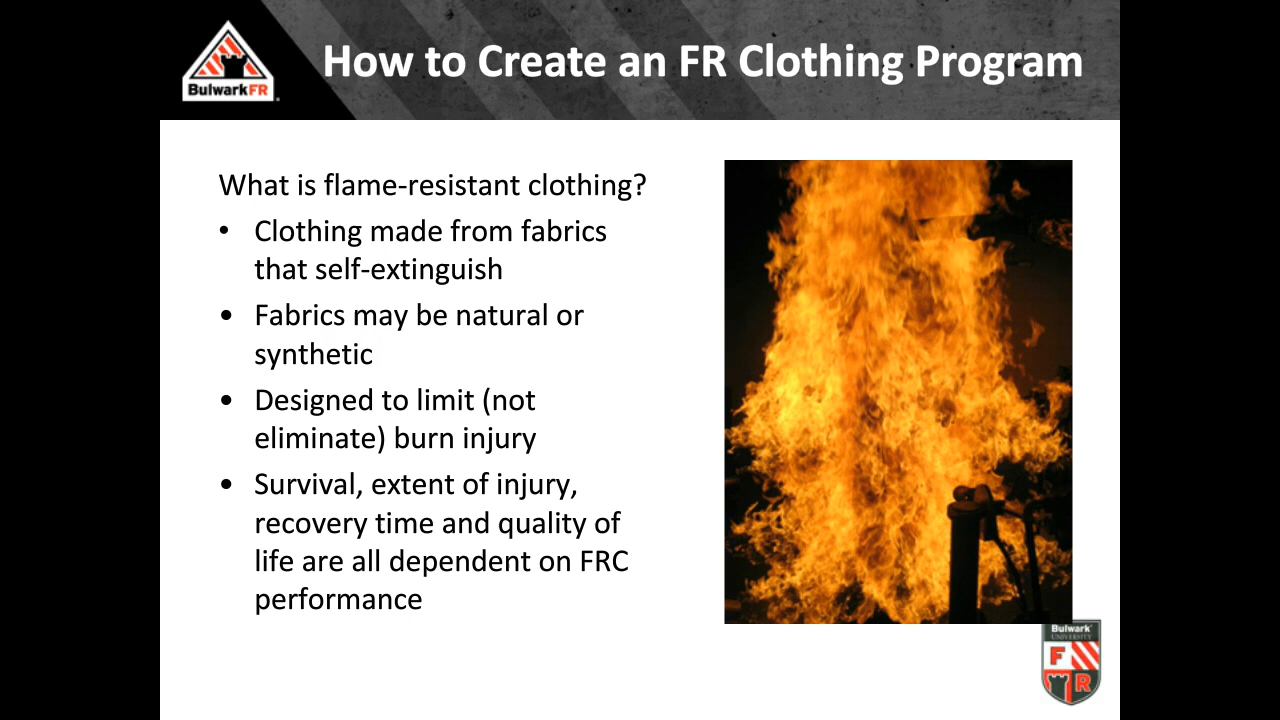 How to Create an FR Clothing Program
BulwarkFR
What is flame-resistant clothing?
• Clothing made from fabrics
that self-extinguish
• Fabrics may be natural or
synthetic
• Designed to limit (not
eliminate) burn injury
• Survival, extent of injury,
recovery time and quality of
life are all dependent on FRC
performance
Bulwark
UNIVERSITY
F
R